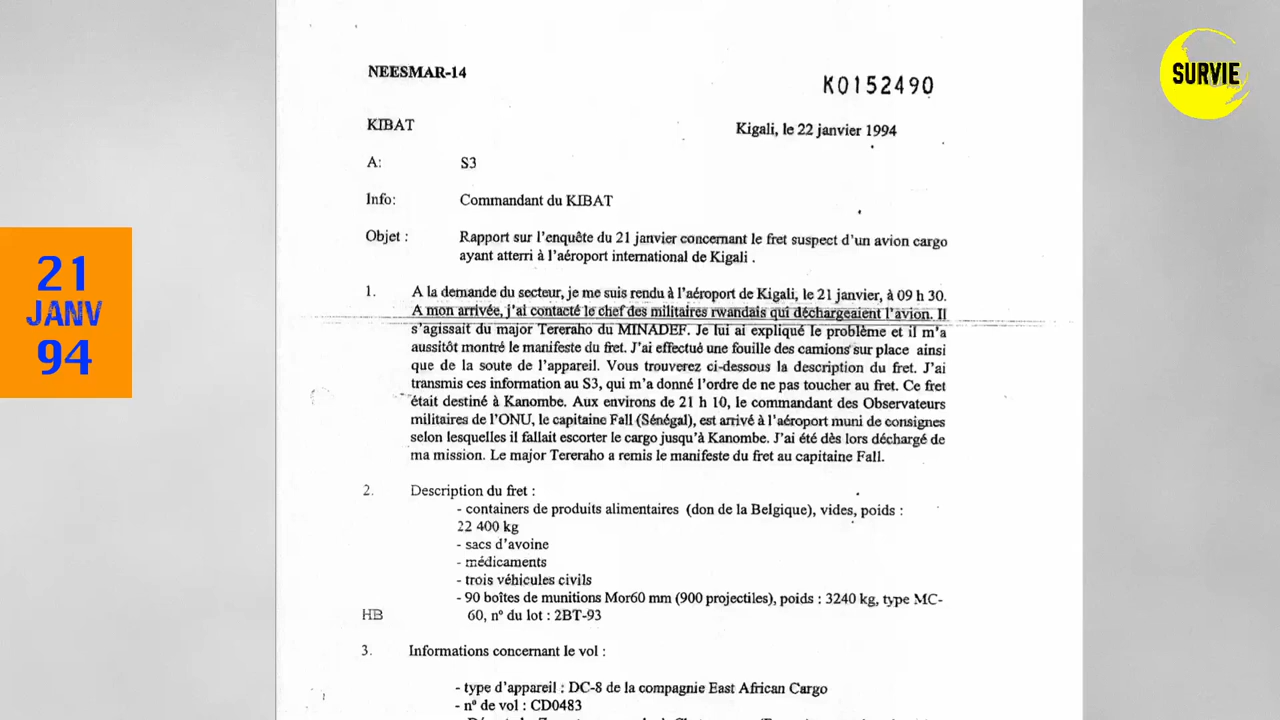 NEESMAR-14
K0152490
SURVIE
KIBAT
Kigali, le 22 janvier 1994
A: S3
Info: Commandant du KIBAT
Objet : Rapport sur l'enquête du 21 janvier concernant le fret suspect d'un avion cargo
ayant atterri à l'aéroport international de Kigali .
21
JANV
94
1. A la demande du secteur, je me suis rendu à l'aéroport de Kigali, le 21 janvier, à 09 h 30.
A mon arrivée, j'ai contacté le chef des militaires rwandais qui déchargeaient l'avion. Il
s'agissait du major Tereraho du MINADEF. Je lui ai expliqué le problème et il m'a
aussitôt montré le manifeste du fret. J'ai effectué une fouille des camions sur place ainsi
que de la soute de l'appareil. Vous trouverez ci-dessous la description du fret. J'ai
transmis ces information au S3, qui m'a donné l'ordre de ne pas toucher au fret. Ce fret
était destiné à Kanombe. Aux environs de 21 h 10, le commandant des Observateurs
militaires de l'ONU, le capitaine Fall (Sénégal), est arrivé à l'aéroport muni de consignes
selon lesquelles il fallait escorter le cargo jusqu'à Kanombe. J'ai été dès lors déchargé de
ma mission. Le major Tereraho a remis le manifeste du fret au capitaine Fall.
2. Description du fret :
- containers de produits alimentaires (don de la Belgique), vides, poids :
22 400 kg
- sacs d'avoine
- médicaments
- trois véhicules civils
- 90 boîtes de munitions Mor60 mm (900 projectiles), poids : 3240 kg, type MC-
HB 60, nº du lot : 2BT-93
3. Informations concernant le vol :
- type d'appareil : DC-8 de la compagnie East African Cargo
- nº de vol : CD0483